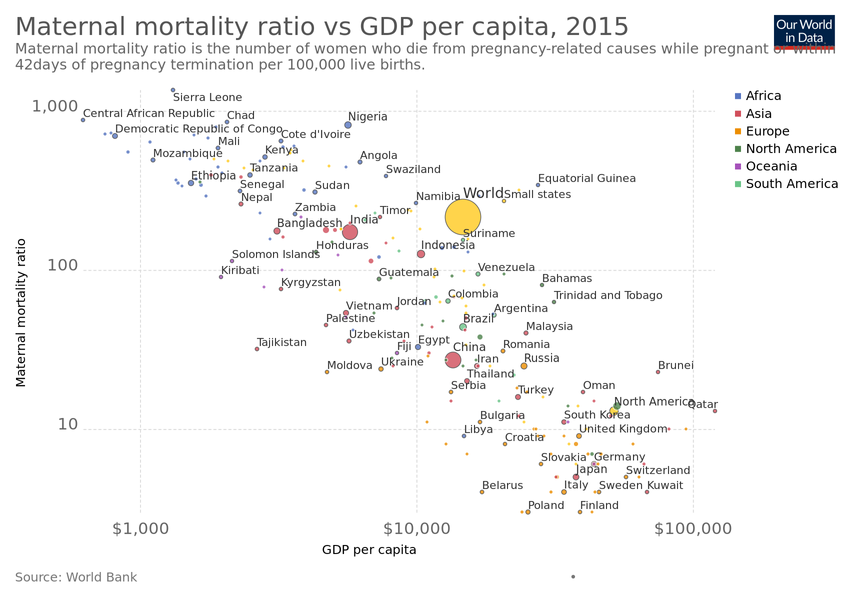 Maternal mortality ratio vs GDP per capita, 2015
Our World
in Data
Maternal mortality ratio is the number of women who die from pregnancy-related causes while pregnant or within
42days of pregnancy termination per 100,000 live births.
Africa
Asia
Europe
North America
Oceania
South America
1,000
100
10
Maternal mortality ratio
Sierra Leone
Central African Republic
Chad
Nigeria
Democratic Republic of Congo
Cote d'Ivoire
Mali
Kenya
Mozambique
Angola
Tanzania
Ethiopia
Swaziland
Equatorial Guinea
Senegal
Sudan
Nepal
Namibia
World
Small states
Zambia
Timor
Bangladesh
India
Suriname
Honduras
Indonesia
Solomon Islands
Kiribati
Guatemala
Venezuela
Kyrgyzstan
Bahamas
Colombia
Trinidad and Tobago
Vietnam
Jordan
Argentina
Palestine
Brazil
Malaysia
Uzbekistan
Tajikistan
Fiji
Egypt
China
Romania
Moldova
Ukraine
Iran
Russia
Thailand
Brunei
Serbia
Turkey
Oman
North America
Qatar
Bulgaria
South Korea
Libya
United Kingdom
Croatia
Slovakia
Germany
Japan
Switzerland
Belarus
Italy
Sweden
Kuwait
Poland
Finland
$1,000
$10,000
$100,000
GDP per capita
Source: World Bank